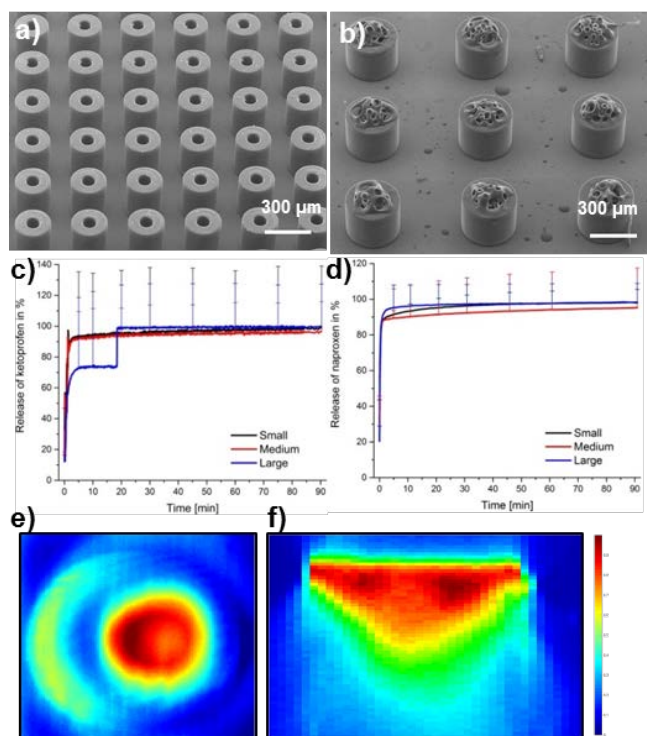 a)
b)
300 µm
300 µm
c)
140
120
100
80
60
40
20
0
Release of ketoprofen in %
Small
Medium
Large
0 10 20 30 40 50 60 70 80 90
Time [min]
d)
120
100
80
60
40
20
0
Release of naproxen in %
Small
Medium
Large
0 10 20 30 40 50 60 70 80 90
Time [min]
e)
f)